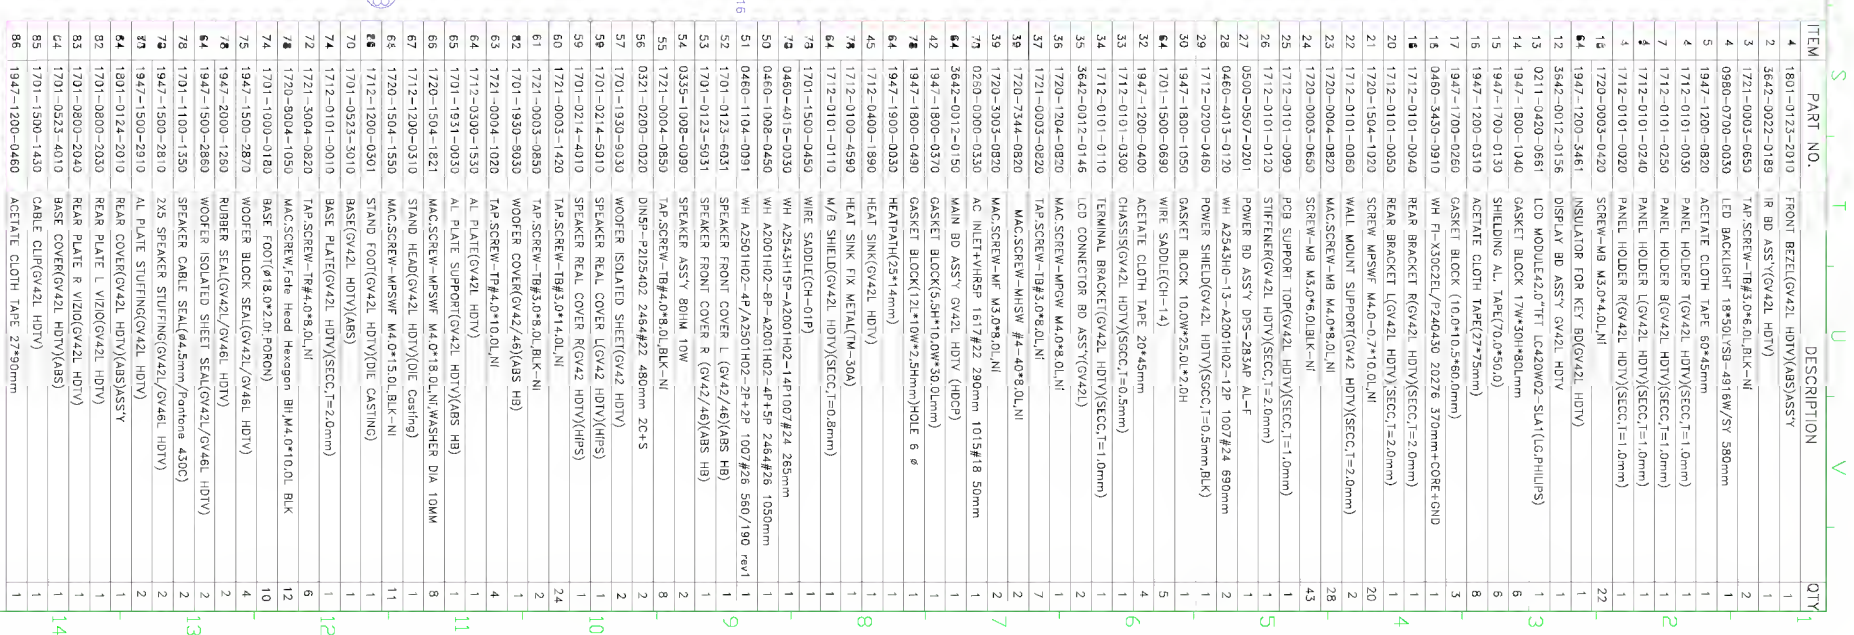 S T U V
ITEM PART NO. DESCRIPTION QTY
1801-0123-2010 FRONT BEZEL(GV42L HDTV)(ABS)ASS'Y 1
2 3642-0022-0189 IR BD ASS'Y(GV42L HDTV) 1
3 1721-0003-0650 TAP.SCREW-TB#3.0*6.0L,BLK-NI 2
4 0980-0700-0030 LED BACKLIGHT 18*50LYSB-4916W/SY 580mm 1
5 1947-1200-0820 ACETATE CLOTH TAPE 60*45mm 1
1712-0101-0030 PANEL HOLDER T(GV42L HDTV)(SECC,T=1.0mm) 1
7 1712-0101-0250 PANEL HOLDER B(GV42L HDTV)(SECC,T=1.0mm) 1
1712-0101-0240 PANEL HOLDER L(GV42L HDTV)(SECC,T=1.0mm) 1
1712-0101-0020 PANEL HOLDER R(GV42L HDTV)(SECC,T=1.0mm) 1
1720-0003-0420 SCREW-MB M3.0*4.0L,NI 22
1947-1200-3461 INSULATOR FOR KEY BD(GV42L HDTV) 1
12 3642-0012-0156 DISPLAY BD ASS'Y GV42L HDTV 1
13 0211-0420-0661 LCD MODULE42.0"TFT LC420W02-SLA1(LG.PHILIPS) 1
14 1947-1800-1040 GASKET BLOCK 17W*30H*80Lmm 6
15 1947-1700-0130 SHIELDING AL TAPE(70.0*50.0) 6
16 1947-1200-0310 ACETATE CLOTH TAPE(27*75mm) 8
17 1947-1700-0260 GASKET BLOCK (10.0*10.5*60.0mm) 3
0460-3430-0910 WH FI-X30C2EL/P240430 20276 370mm+CORE+GND 1
1712-0101-0040 REAR BRACKET R(GV42L HDTV)(SECC,T=2.0mm) 1
20 1712-0101-0050 REAR BRACKET L(GV42L HDTV)(SECC,T=2.0mm) 1
21 1720-1504-1020 SCREW MPSWF M4.0-0.7*10.0L,NI 20
22 1712-0101-0060 WALL MOUNT SUPPORT(GV42 HDTV)(SECC,T=2.0mm) 2
23 1720-0004-0820 MAC.SCREW-MB M4.0*8.0L,NI 28
24 1720-0003-0650 SCREW-MB M3.0*6.0LBLK-NI 43
25 1712-0101-0090 PCB SUPPORT TOP(GV42L HDTV)(SECC,T=1.0mm) 1
26 1712-0101-0120 STIFFENER(GV42L HDTV)(SECC,T=2.0mm) 1
27 0500-0507-0201 POWER BD ASS'Y DPS-283AP AL-F 1
28 0460-4013-0120 WH A2543H0-13-A2001H02-12P 1007#24 690mm 2
29 1712-0200-0460 POWER SHIELD(GV42L HDTV)(SGCC,T=0.5mm,BLK) 1
30 1947-1800-1050 GASKET BLOCK 10.0W*25.0L*2.0H 1
1701-1500-0690 WIRE SADDLE(CH-14) 5
32 1947-1200-0400 ACETATE CLOTH TAPE 20*45mm 4
33 1712-0101-0300 CHASSIS(GV42L HDTV)(SGCC,T=0.5mm) 1
34 1712-0101-0110 TERMINAL BRACKET(GV42L HDTV)(SECC,T=1.0mm) 1
35 3642-0012-0146 LCD CONNECTOR BD ASS'Y(GV42L) 2
36 1720-1204-0820 MAC.SCREW-MPGW M4.0*8.0L,NI 1
37 1721-0003-0820 TAP.SCREW-TB#3.0*8.0L,NI 7
1720-7344-0820 MAC.SCREW-MHSW #4-40*8.0L,NI 2
39 1720-3003-0820 MAC.SCREW-MF M3.0*8.0L,NI 2
0260-0000-0330 AC INLET+VHR5P 1617#22 290mm 1015#18 50mm 1
3642-0012-0150 MAIN BD ASS'Y GV42L HDTV (HDCP) 1
42 1947-1800-0370 GASKET BLOCK(5.5H*10.0W*30.0Lmm) 1
1947-1800-0490 GASKET BLOCK(12L*10W*2.5Hmm)HOLE 6 ø 1
1947-1500-0030 HEATPATH(25*14mm) 1
45 1712-0400-1890 HEAT SINK(GV42L HDTV) 1
1712-0100-4590 HEAT SINK FIX METAL(TM-30A) 1
1712-0101-0110 M/B SHIELD(GV42L HDTV)(SECC,T=0.8mm) 1
1701-1500-0450 WIRE SADDLE(CH-01P) 1
0460-4015-0030 WH A2543H15P-A2001H02-14P1007#24 265mm 1
50 0460-1008-0450 WH A2001H02-8P-A2001H02-4P+5P 2464#26 1050mm 1
51 0460-1104-0091 WH A2501H02-4P/A2501H02-2P+2P 1007#26 560/190 rev1 1
52 1701-0123-6031 SPEAKER FRONT COVER L (GV42/46)(ABS HB) 1
53 1701-0123-5031 SPEAKER FRONT COVER R (GV42/46)(ABS HB) 1
54 0335-1008-0090 SPEAKER ASS'Y 8OHM 10W 2
55 1721-0004-0850 TAP.SCREW-TB#4.0*8.0L,BLK-NI 8
56 0321-0200-0020 DIN5P-P2I25402 2464#22 480mm 2C+S 2
57 1701-1930-9030 WOOFER ISOLATED SHEET(GV42 HDTV) 2
1701-0214-5010 SPEAKER REAL COVER L(GV42 HDTV)(HIPS) 1
59 1701-0214-4010 SPEAKER REAL COVER R(GV42 HDTV)(HIPS) 1
60 1721-0003-1420 TAP.SCREW-TB#3.0*14.0L,NI 24
61 1721-0003-0850 TAP.SCREW-TB#3.0*8.0L,BLK-NI 2
1701-1930-8030 WOOFER COVER(GV42/46)(ABS HB) 1
63 1721-0004-1020 TAP.SCREW-TP#4.0*10.0L,NI 4
64 1712-0300-1530 AL PLATE(GV42L HDTV) 1
65 1701-1931-0030 AL PLATE SUPPORT(GV42L HDTV)(ABS HB) 1
66 1720-1504-1821 MAC.SCREW-MPSWF M4.0*18.0L,NI,WASHER DIA 10MM 8
67 1712-1200-0310 STAND HEAD(GV42L HDTV)(DIE Casting) 1
1720-1504-1550 MAC.SCREW-MPSWF M4.0*15.0L,BLK-NI 11
1712-1200-0301 STAND FOOT(GV42L HDTV)(DIE CASTING) 1
70 1701-0523-3010 BASE(GV42L HDTV)(ABS) 1
1712-0101-0010 BASE PLATE(GV42L HDTV)(SECC,T=2.0mm) 1
72 1721-3004-0820 TAP.SCREW-TR#4.0*8.0L,NI 6
1720-9004-1050 MAC.SCREW,Fote Head Hexagon BH,M4.0*10.0L BLK 12
74 1701-1000-0180 BASE FOOT(ø18.0*2.0H,PORON) 10
75 1947-1500-2870 WOOFER BLOCK SEAL(GV42L/GV46L HDTV) 4
1947-2000-1260 RUBBER SEAL(GV42L/GV46L HDTV) 2
1947-1500-2860 WOOFER ISOLATED SHEET SEAL(GV42L/GV46L HDTV) 2
78 1701-1100-1350 SPEAKER CABLE SEAL(ø4.5mm/Pantone 430C) 2
1947-1500-2810 2X5 SPEAKER STUFFING(GV42L/GV46L HDTV) 2
1947-1500-2910 AL PLATE STUFFING(GV42L HDTV) 2
1801-0124-2010 REAR COVER(GV42L HDTV)(ABS)ASS'Y 1
82 1701-0800-2030 REAR PLATE L VIZIO(GV42L HDTV) 1
83 1701-0800-2040 REAR PLATE R VIZIO(GV42L HDTV) 1
1701-0523-4010 BASE COVER(GV42L HDTV)(ABS) 1
85 1701-1500-1430 CABLE CLIP(GV42L HDTV) 1
86 1947-1200-0460 ACETATE CLOTH TAPE 27*90mm 1
1 2 3 4 5 6 7 8 9 10 11 12 13 14
16